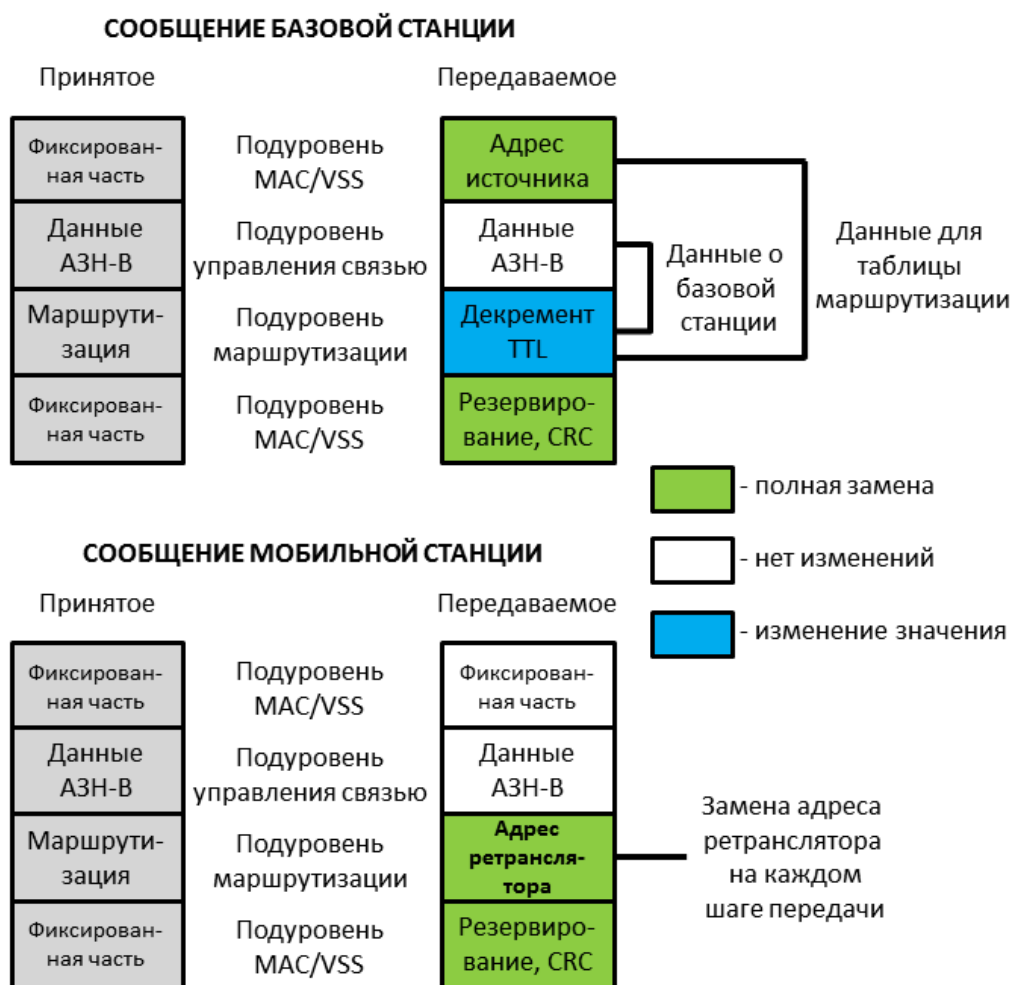 СООБЩЕНИЕ БАЗОВОЙ СТАНЦИИ
Принятое
Передаваемое
Фиксирован-
ная часть
Подуровень
MAC/VSS
Адрес
источника
Данные
АЗН-В
Подуровень
управления связью
Данные
АЗН-В
Маршрути-
зация
Подуровень
маршрутизации
Декремент
TTL
Фиксирован-
ная часть
Подуровень
MAC/VSS
Резервиро-
вание, CRC
Данные о
базовой
станции
Данные для
таблицы
маршрутизации
- полная замена
- нет изменений
- изменение значения
СООБЩЕНИЕ МОБИЛЬНОЙ СТАНЦИИ
Принятое
Передаваемое
Фиксирован-
ная часть
Подуровень
MAC/VSS
Фиксирован-
ная часть
Данные
АЗН-В
Подуровень
управления связью
Данные
АЗН-В
Маршрути-
зация
Подуровень
маршрутизации
Адрес
ретрансля-
тора
Фиксирован-
ная часть
Подуровень
MAC/VSS
Резервиро-
вание, CRC
Замена адреса
ретранслятора
на каждом
шаге передачи